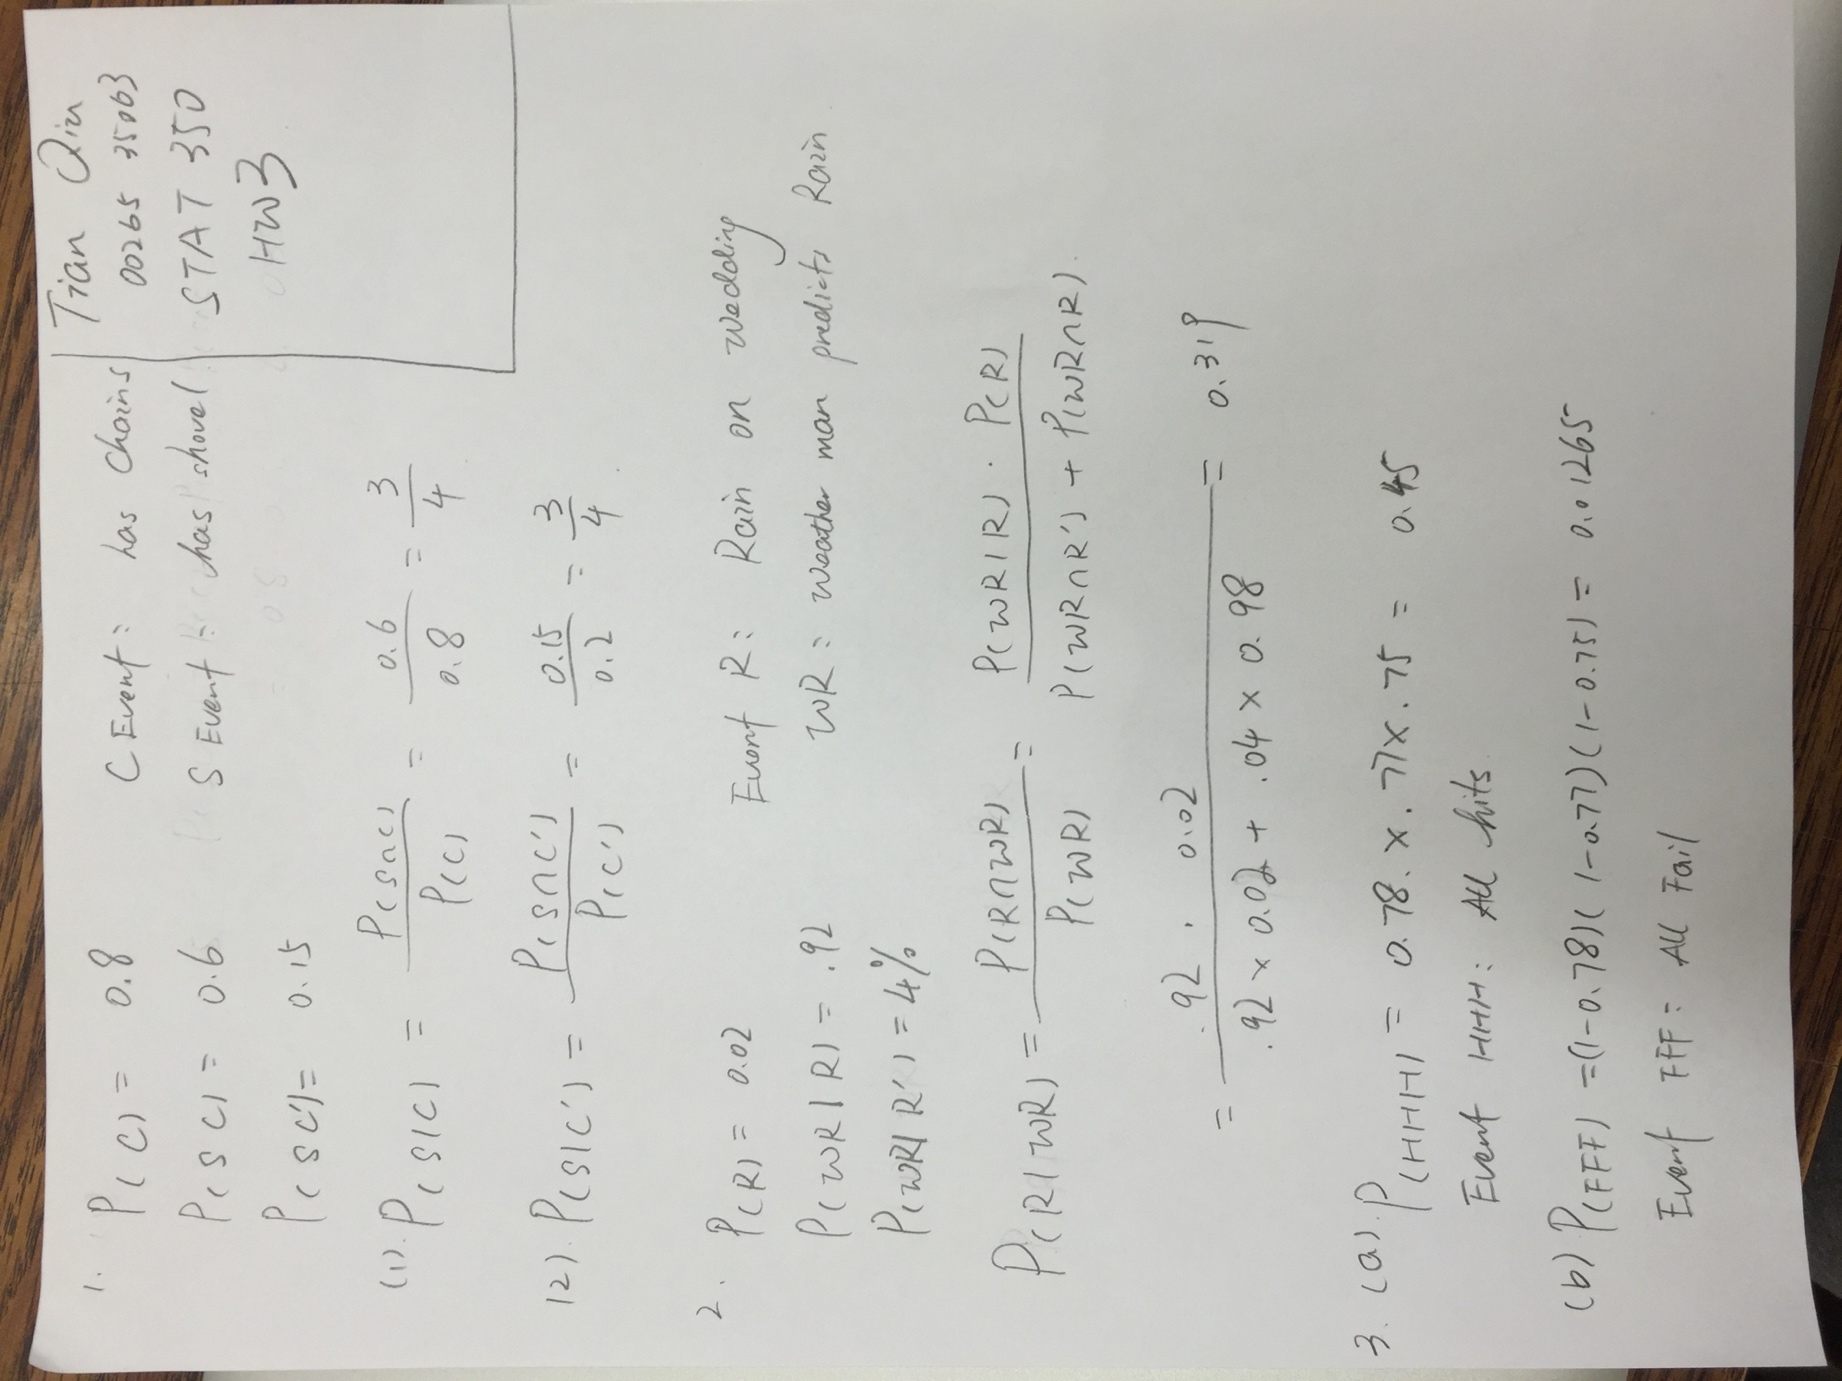 Tian Qin
00265 35063
STAT 350
HW3
1. P(C) = 0.8 C Event: has Chains
P(SC) = 0.6 S Event: has shovel
P(SC') = 0.15
(1). P(S|C) = P(S∩C) / P(C) = 0.6 / 0.8 = 3/4
(2). P(S|C') = P(S∩C') / P(C') = 0.15 / 0.2 = 3/4.
2. P(R) = 0.02 Event R: Rain on wedding
P(WR|R) = .92 WR: weather man predicts Rain
P(WR|R') = 4%
P(R|WR) = P(R∩WR) / P(WR) = P(WR|R) · P(R) / P(WR∩R') + P(WR∩R).
= .92 · 0.02 / .92 × 0.02 + .04 × 0.98 = 0.319
3. (a). P(HHH) = 0.78 × .77 × .75 = 0.45
Event HHH: All hits.
(b) P(FFF) = (1-0.78)(1-0.77)(1-0.75) = 0.01265
Event FFF: All Fail